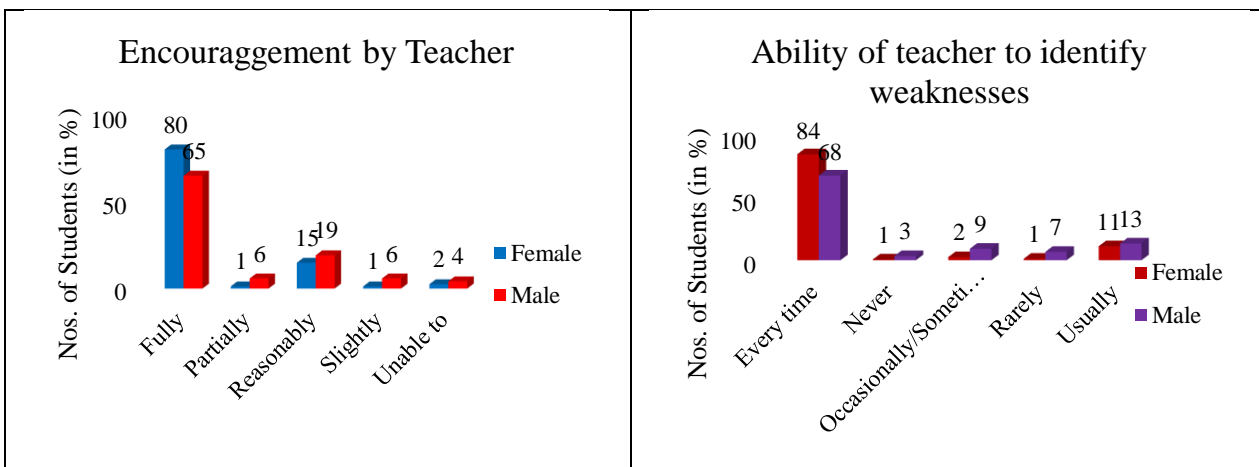 Encouraggement by Teacher
Nos. of Students (in %)
100
50
0
80
65
1
6
15
19
1
6
2
4
Fully
Partially
Reasonably
Slightly
Unable to
Female
Male
Ability of teacher to identify
weaknesses
Nos. of Students (in %)
100
50
0
84
68
1
3
2
9
1
7
11
13
Every time
Never
Occasionally/Someti…
Rarely
Usually
Female
Male